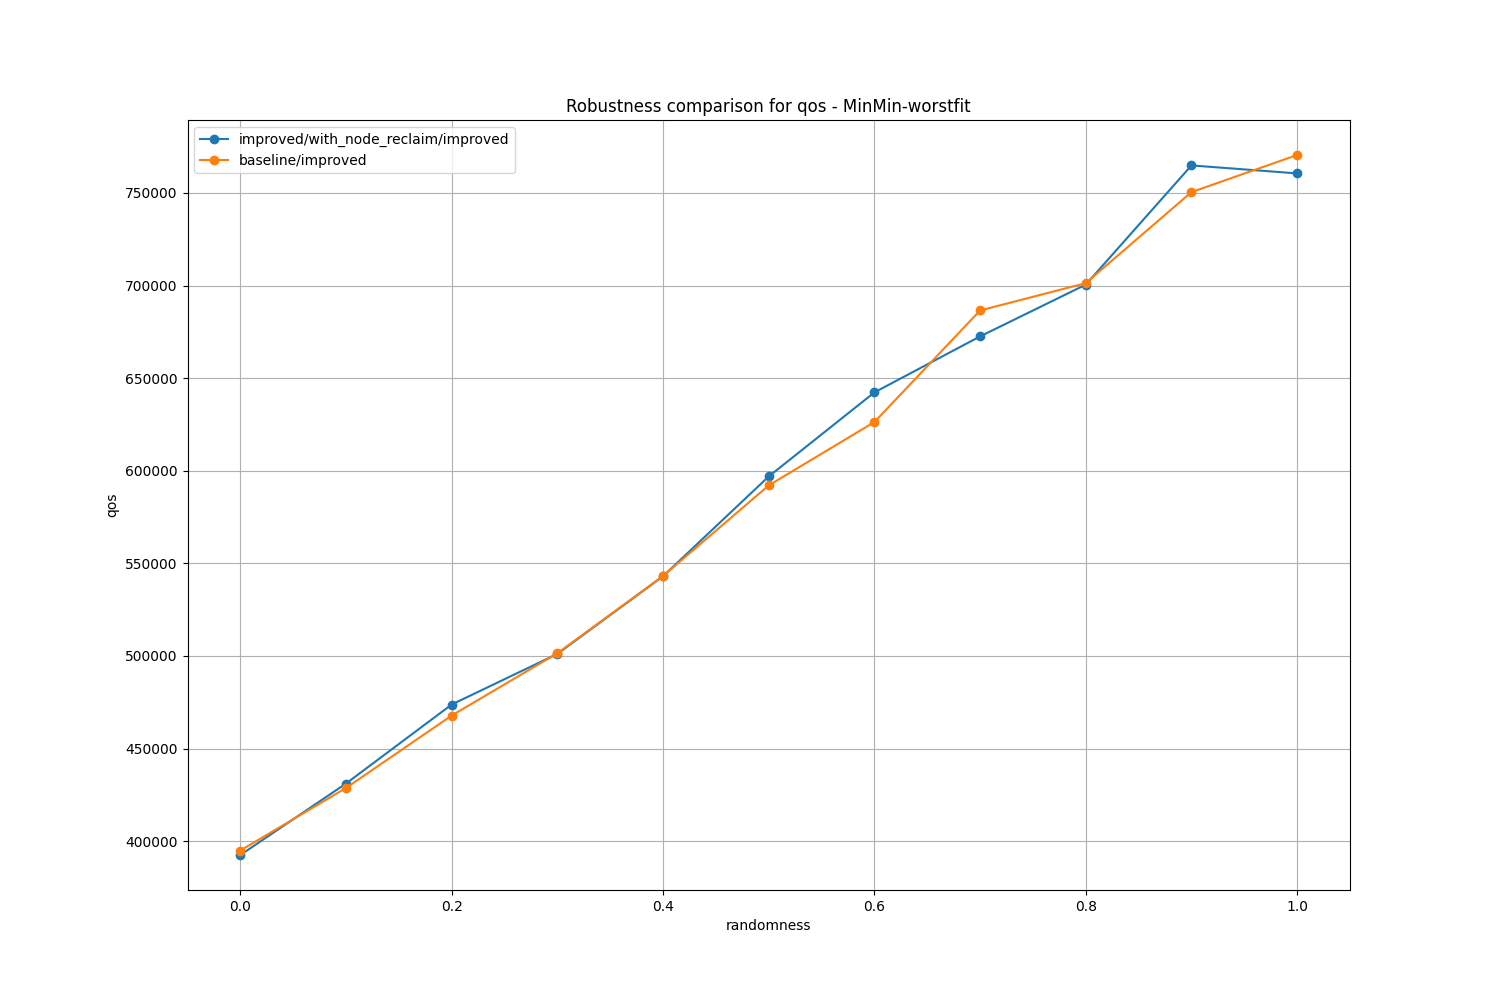 Robustness comparison for qos - MinMin-worstfit
improved/with_node_reclaim/improved
baseline/improved
750000
700000
650000
600000
550000
500000
450000
400000
qos
0.0 0.2 0.4 0.6 0.8 1.0
randomness